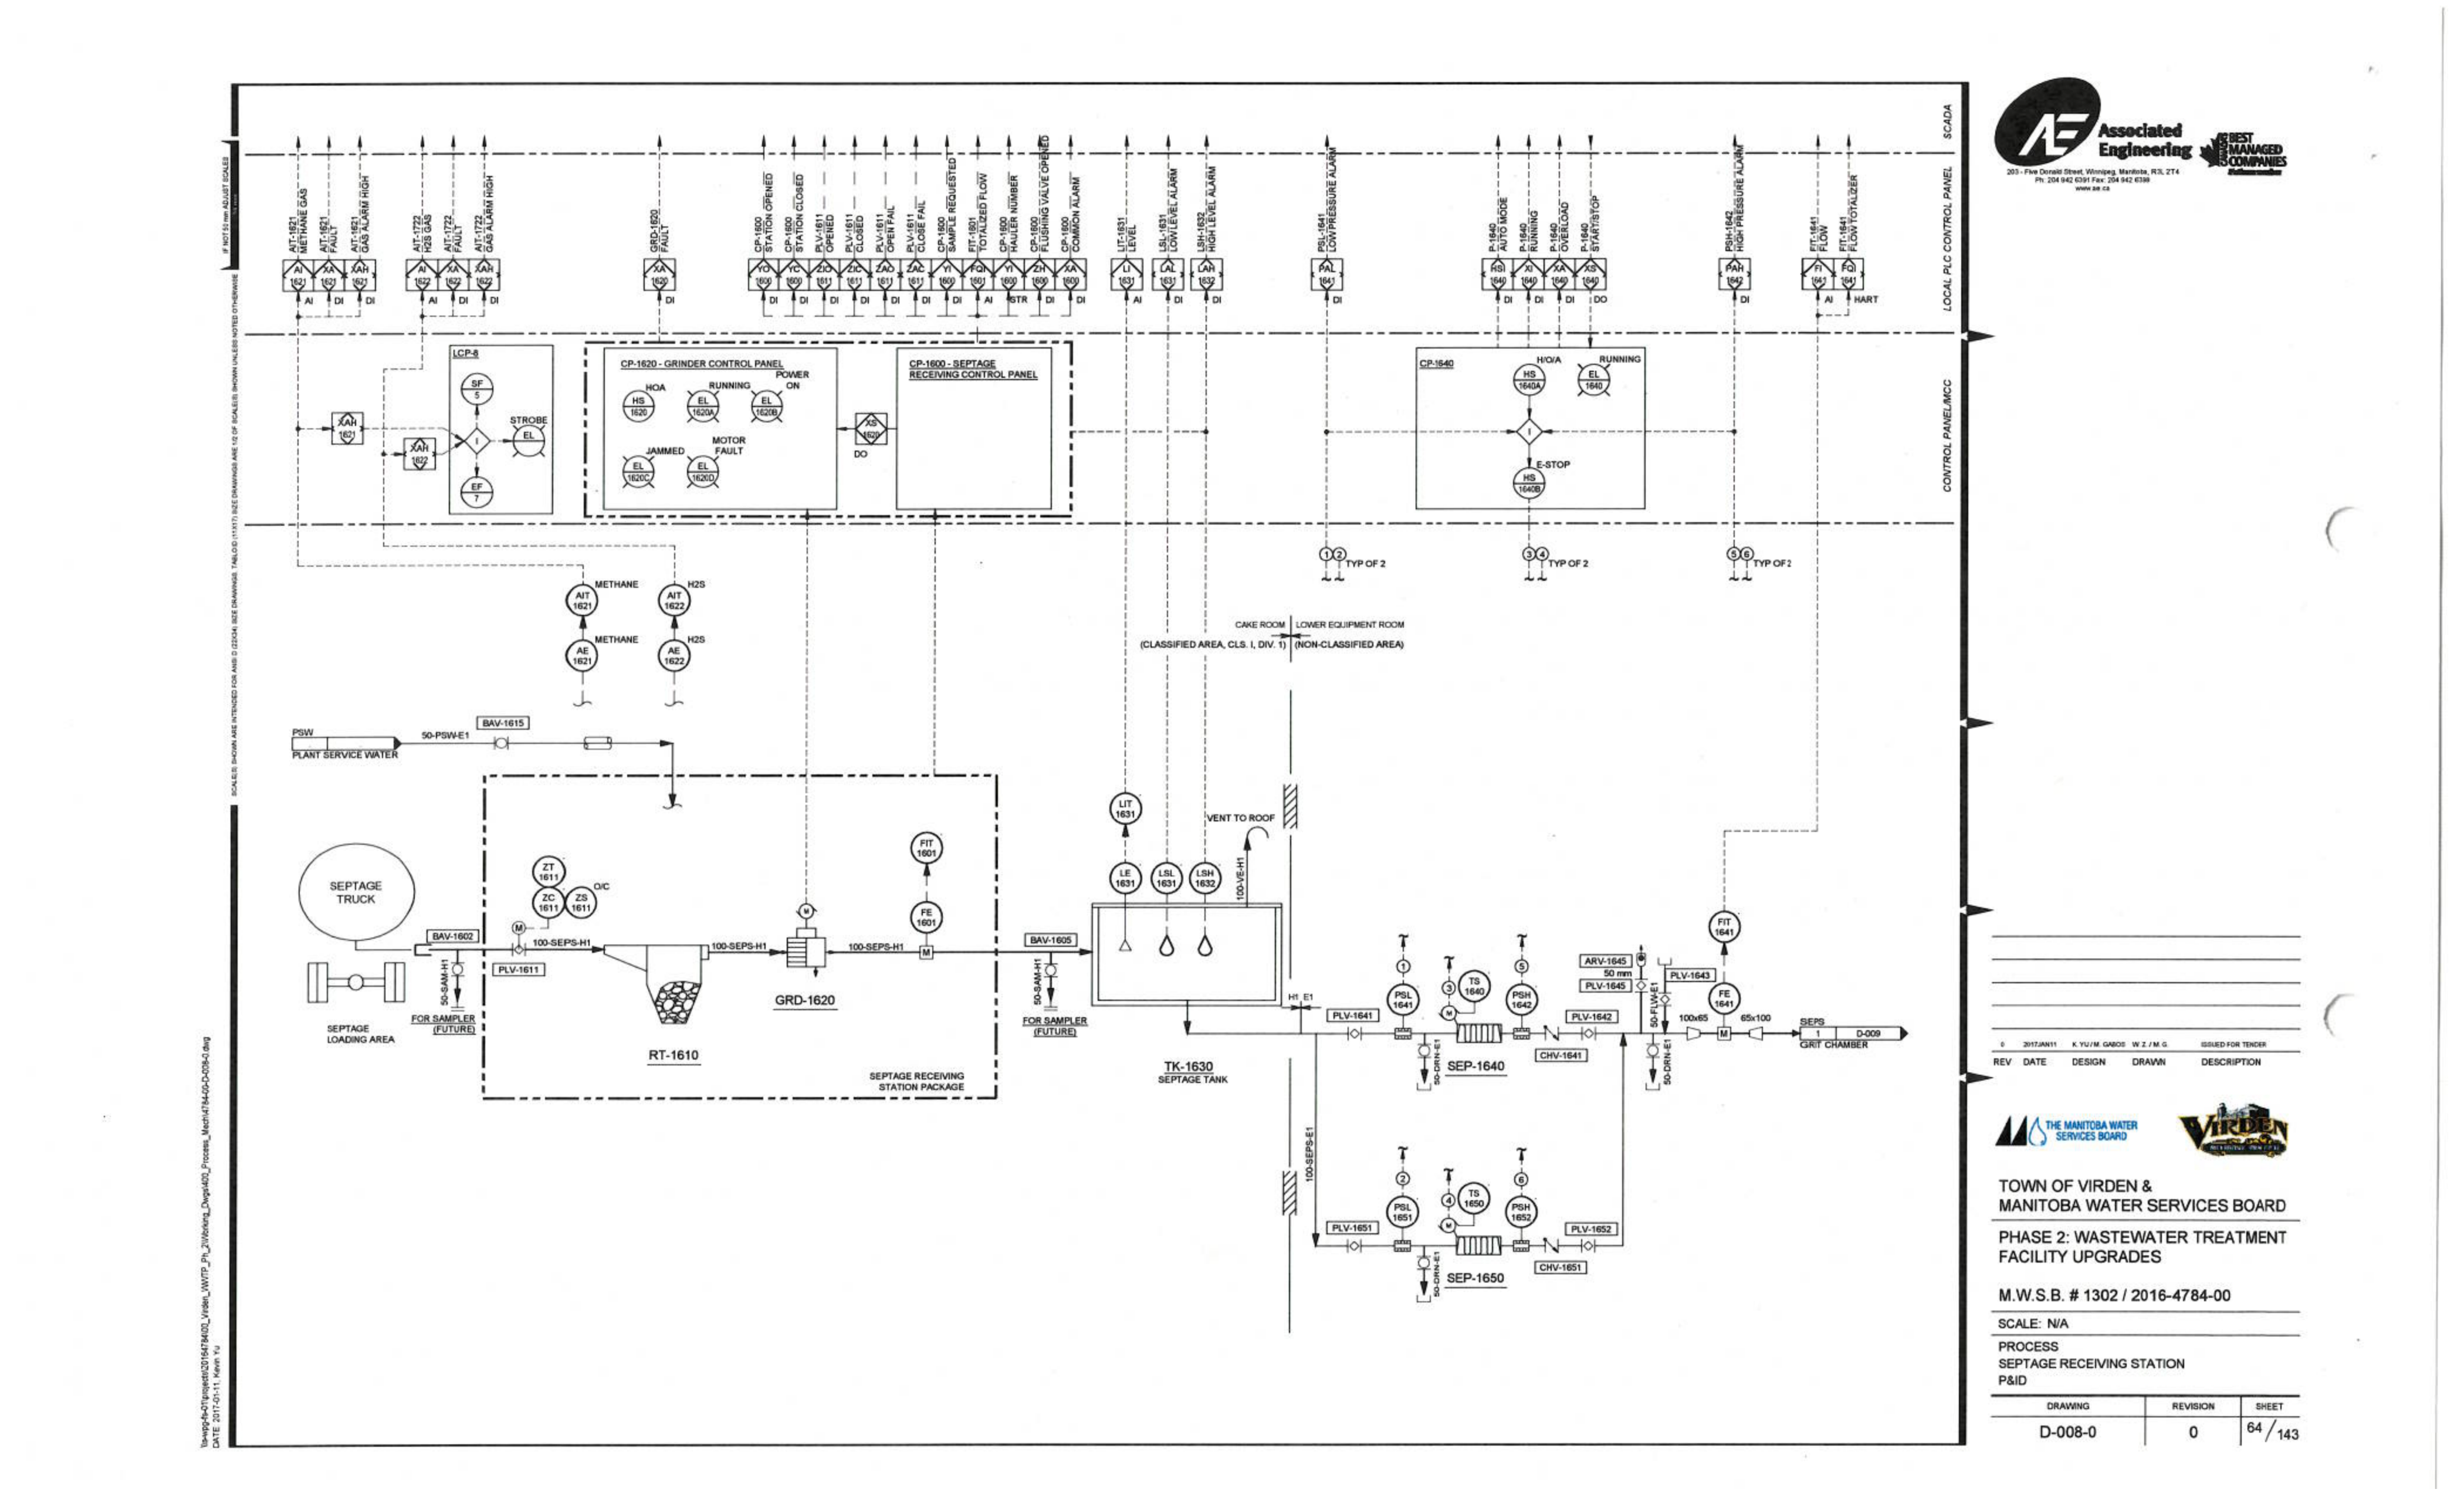 SCADA
LOCAL PLC CONTROL PANEL
CONTROL PANEL/MCC
IF NOT 50 mm ADJUST SCALES
SCALE(S) SHOWN ARE INTENDED FOR ANSI D (22X34) SIZE DRAWINGS. TABLOID (11X17) SIZE DRAWINGS ARE 1/2 OF SCALE(S) SHOWN UNLESS NOTED OTHERWISE
AIT-1621
METHANE GAS
AIT-1621
FAULT
AIT-1621
GAS ALARM HIGH
AIT-1722
H2S GAS
AIT-1722
FAULT
AIT-1722
GAS ALARM HIGH
GRD-1620
FAULT
CP-1600
STATION OPENED
CP-1600
STATION CLOSED
PLV-1611
OPENED
PLV-1611
CLOSED
PLV-1611
OPEN FAIL
PLV-1611
CLOSE FAIL
CP-1600
SAMPLE REQUESTED
FIT-1601
TOTALIZED FLOW
CP-1600
HAULER NUMBER
CP-1600
FLUSHING VALVE OPENED
CP-1600
COMMON ALARM
LIT-1631
LEVEL
LSL-1631
LOW LEVEL ALARM
LSH-1632
HIGH LEVEL ALARM
PSL-1641
LOW PRESSURE ALARM
P-1640
AUTO MODE
P-1640
RUNNING
P-1640
OVERLOAD
P-1640
START/STOP
PSH-1642
HIGH PRESSURE ALARM
FIT-1641
FLOW
FIT-1641
FLOW TOTALIZER
AI 1621
XA 1621
XAH 1621
AI 1622
XA 1622
XAH 1622
XA 1620
YO 1600
YC 1600
ZIO 1611
ZIC 1611
ZAO 1611
ZAC 1611
YI 1600
FQI 1601
YI 1600
ZH 1600
XA 1600
LI 1631
LAL 1631
LAH 1632
PAL 1641
HSI 1640
XI 1640
XA 1640
XS 1640
PAH 1642
FI 1641
FQI 1641
AI DI DI AI DI DI DI DI DI DI DI DI DI DI AI STR DI DI AI DI DI DI DI DI DI DO DI AI HART
LCP-8
SF 5
STROBE
EL
I
EF 7
XAH 1621
XAH 1622
CP-1620 - GRINDER CONTROL PANEL
HOA
HS 1620
RUNNING
EL 1620A
POWER ON
EL 1620B
JAMMED
EL 1620C
MOTOR FAULT
EL 1620D
XS 1620
DO
CP-1600 - SEPTAGE
RECEIVING CONTROL PANEL
CP-1640
H/O/A
HS 1640A
RUNNING
EL 1640
I
E-STOP
HS 1640B
1 2 TYP OF 2
3 4 TYP OF 2
5 6 TYP OF 2
METHANE
AIT 1621
H2S
AIT 1622
METHANE
AE 1621
H2S
AE 1622
CAKE ROOM LOWER EQUIPMENT ROOM
(CLASSIFIED AREA, CLS. I, DIV. 1) (NON-CLASSIFIED AREA)
PSW
PLANT SERVICE WATER
50-PSW-E1
BAV-1615
SEPTAGE
TRUCK
SEPTAGE
LOADING AREA
BAV-1602
50-SAM-H1
FOR SAMPLER
(FUTURE)
ZT 1611
ZC 1611
ZS 1611
O/C
M
PLV-1611
100-SEPS-H1
RT-1610
100-SEPS-H1
M
GRD-1620
100-SEPS-H1
FIT 1601
FE 1601
M
SEPTAGE RECEIVING
STATION PACKAGE
BAV-1605
50-SAM-H1
FOR SAMPLER
(FUTURE)
LIT 1631
LE 1631
LSL 1631
LSH 1632
VENT TO ROOF
100-VE-H1
TK-1630
SEPTAGE TANK
H1 E1
100-SEPS-E1
PLV-1641
1
PSL 1641
3
TS 1640
M
5
PSH 1642
50-DRN-E1
SEP-1640
CHV-1641
PLV-1642
ARV-1645
50 mm
PLV-1645
PLV-1643
50-FLW-E1
50-DRN-E1
100x65
FIT 1641
FE 1641
M
65x100
SEPS
1 D-009
GRIT CHAMBER
PLV-1651
2
PSL 1651
4
TS 1650
M
6
PSH 1652
50-DRN-E1
SEP-1650
CHV-1651
PLV-1652
AE
Associated
Engineering
CANADA'S BEST
MANAGED
COMPANIES
203 - Five Donald Street, Winnipeg, Manitoba, R3L 2T4
Ph: 204 942 6391 Fax: 204 942 6398
www.ae.ca
0 2017JAN11 K. YU / M. GABOS W. Z. / M. G. ISSUED FOR TENDER
REV DATE DESIGN DRAWN DESCRIPTION
THE MANITOBA WATER
SERVICES BOARD
VIRDEN
TOWN OF VIRDEN &
MANITOBA WATER SERVICES BOARD
PHASE 2: WASTEWATER TREATMENT
FACILITY UPGRADES
M.W.S.B. # 1302 / 2016-4784-00
SCALE: N/A
PROCESS
SEPTAGE RECEIVING STATION
P&ID
DRAWING REVISION SHEET
D-008-0 0 64/143
DATE 2017-01-11, Kevin Yu